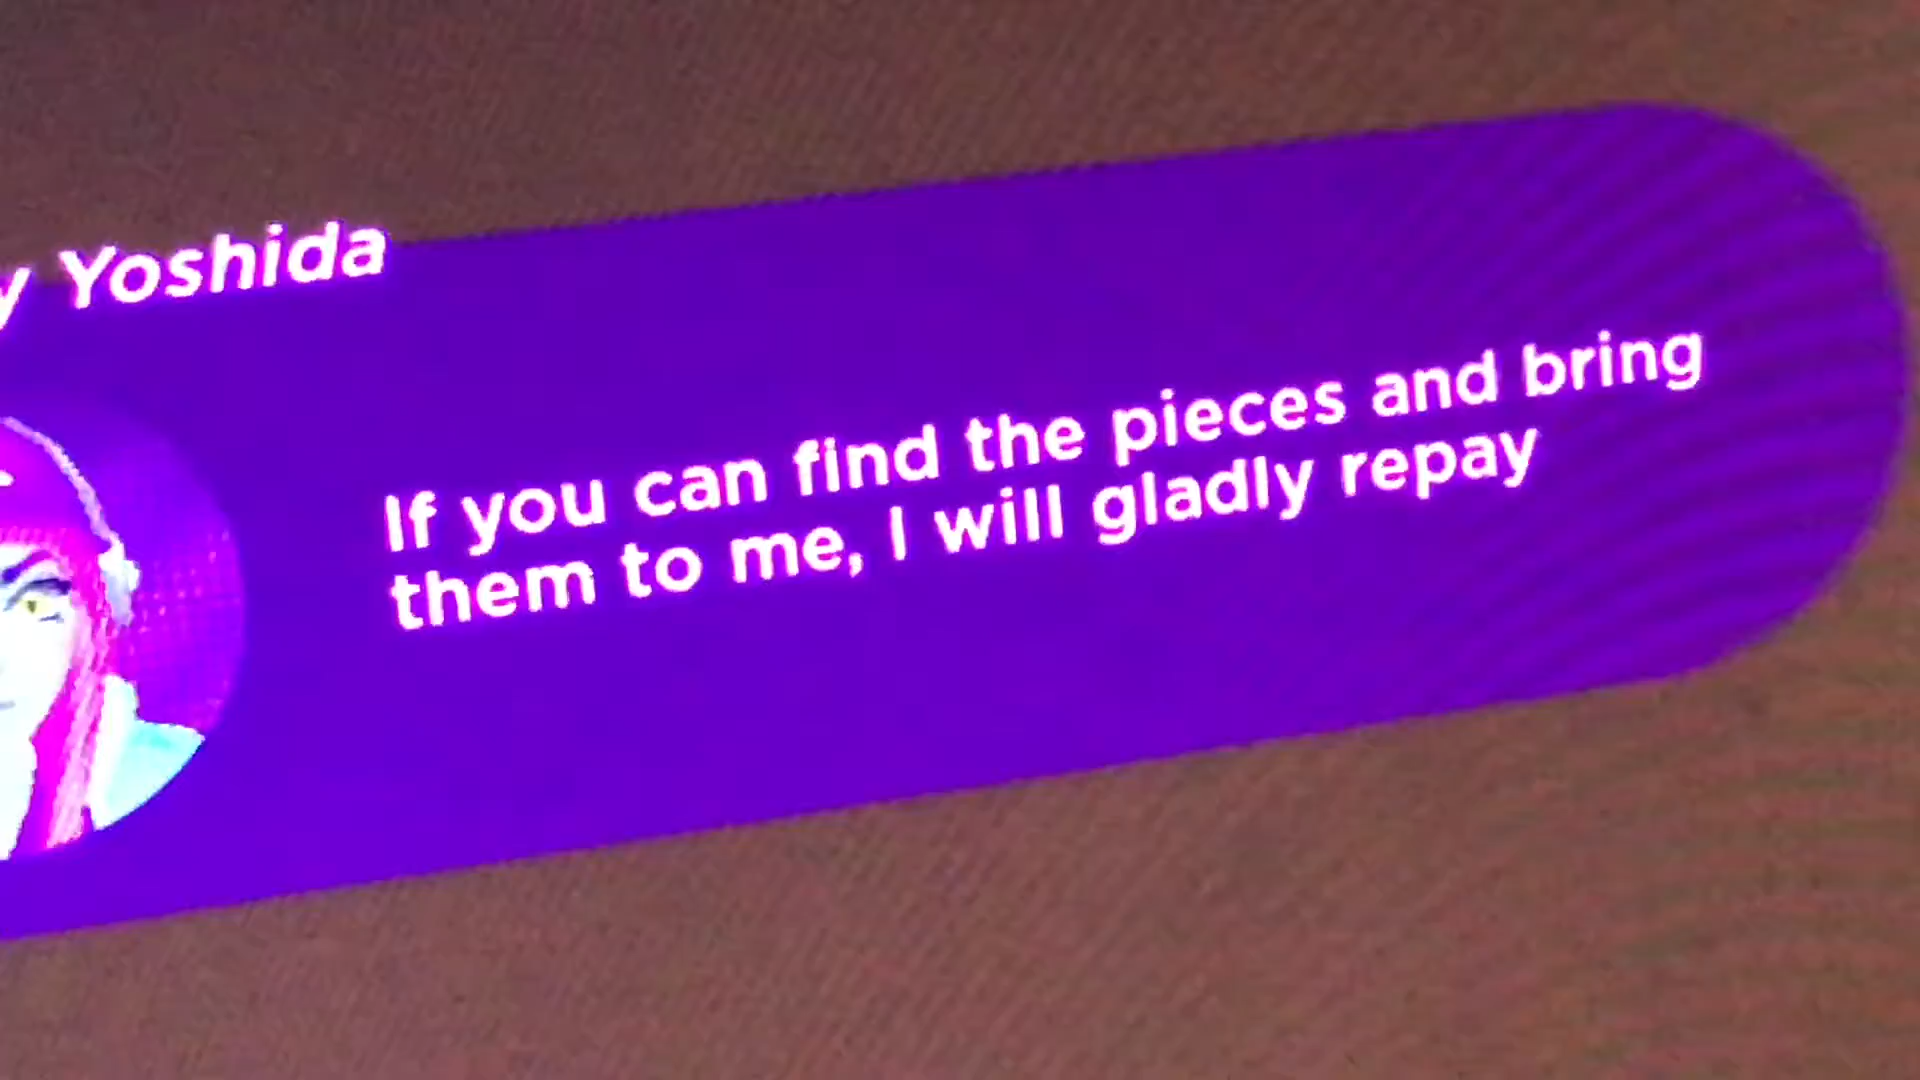 y Yoshida
If you can find the pieces and bring
them to me, I will gladly repay